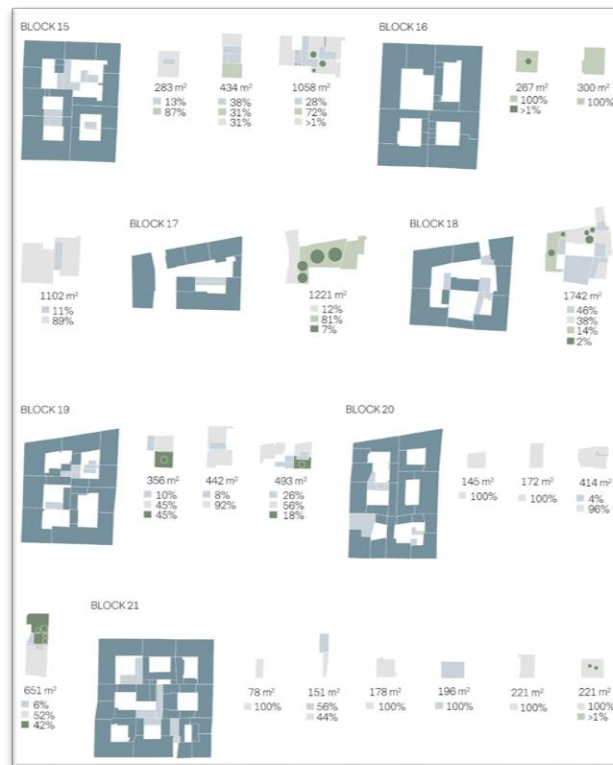 BLOCK 15
BLOCK 16
283 m²
434 m²
1058 m²
267 m²
300 m²
13%
38%
28%
100%
100%
87%
31%
72%
>1%
31%
>1%
BLOCK 17
BLOCK 18
1102 m²
1221 m²
1742 m²
11%
12%
46%
89%
81%
38%
7%
14%
2%
BLOCK 19
BLOCK 20
356 m²
442 m²
493 m²
145 m²
172 m²
414 m²
10%
8%
26%
100%
100%
4%
45%
92%
56%
96%
45%
18%
BLOCK 21
651 m²
78 m²
151 m²
178 m²
196 m²
221 m²
221 m²
6%
100%
56%
100%
100%
100%
100%
52%
44%
>1%
42%